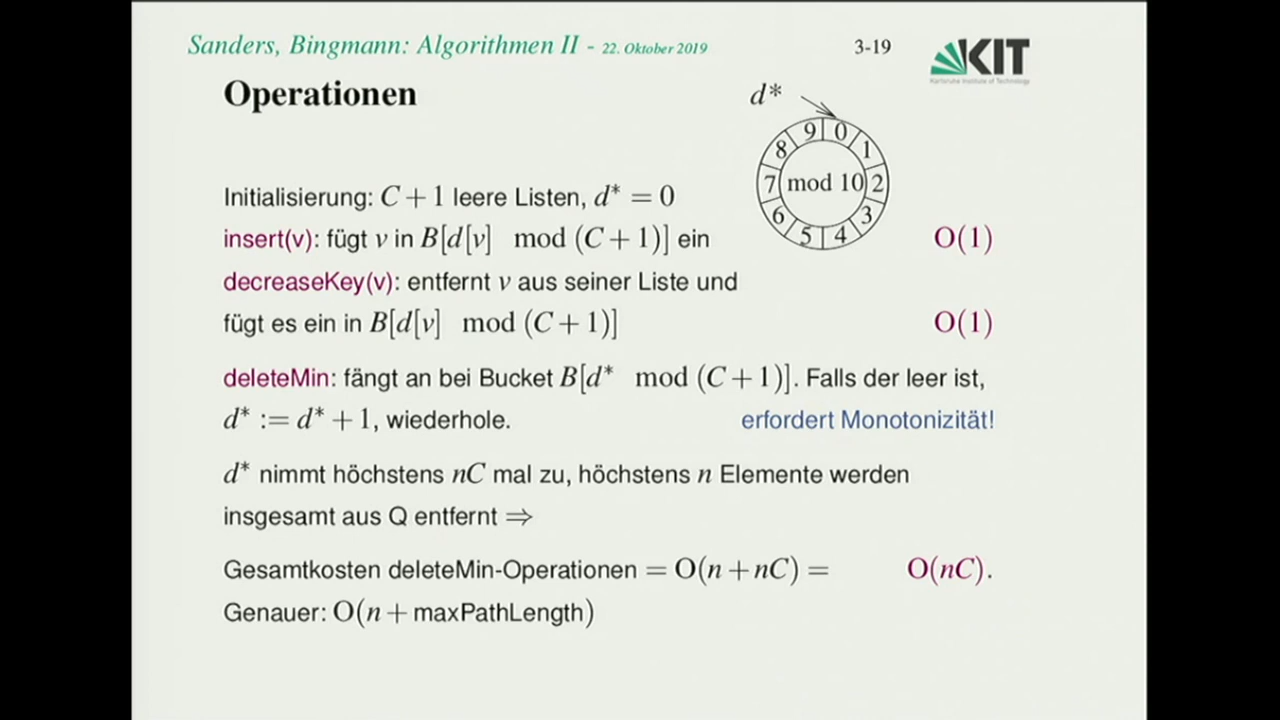 Sanders, Bingmann: Algorithmen II - 22. Oktober 2019
3-19
KIT
Karlsruhe Institute of Technology
Operationen
d*
9 0
8 1
7 mod 10 2
6 3
5 4
Initialisierung: C + 1 leere Listen, d* = 0
insert(v): fügt v in B[d[v] mod (C + 1)] ein O(1)
decreaseKey(v): entfernt v aus seiner Liste und
fügt es ein in B[d[v] mod (C + 1)] O(1)
deleteMin: fängt an bei Bucket B[d* mod (C + 1)]. Falls der leer ist,
d* := d* + 1, wiederhole. erfordert Monotonizität!
d* nimmt höchstens nC mal zu, höchstens n Elemente werden
insgesamt aus Q entfernt ⇒
Gesamtkosten deleteMin-Operationen = O(n + nC) = O(nC).
Genauer: O(n + maxPathLength)